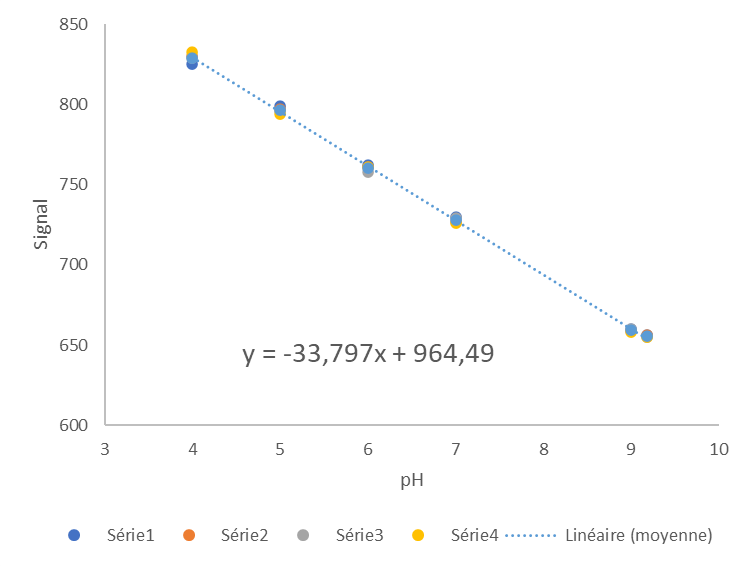 850
800
750
700
650
600
Signal
y = -33,797x + 964,49
3 4 5 6 7 8 9 10
pH
Série1 Série2 Série3 Série4 Linéaire (moyenne)